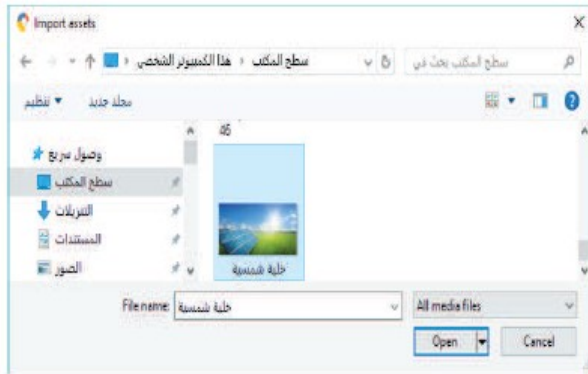 Import assets
هذا الكمبيوتر الشخصي › سطح المكتب
سطح المكتب بحث في
تنظيم ▾ مجلد جديد
46
وصول سريع
سطح المكتب
التنزيلات
المستندات
الصور
خلية شمسية
File name: خلية شمسية
All media files
Open
Cancel